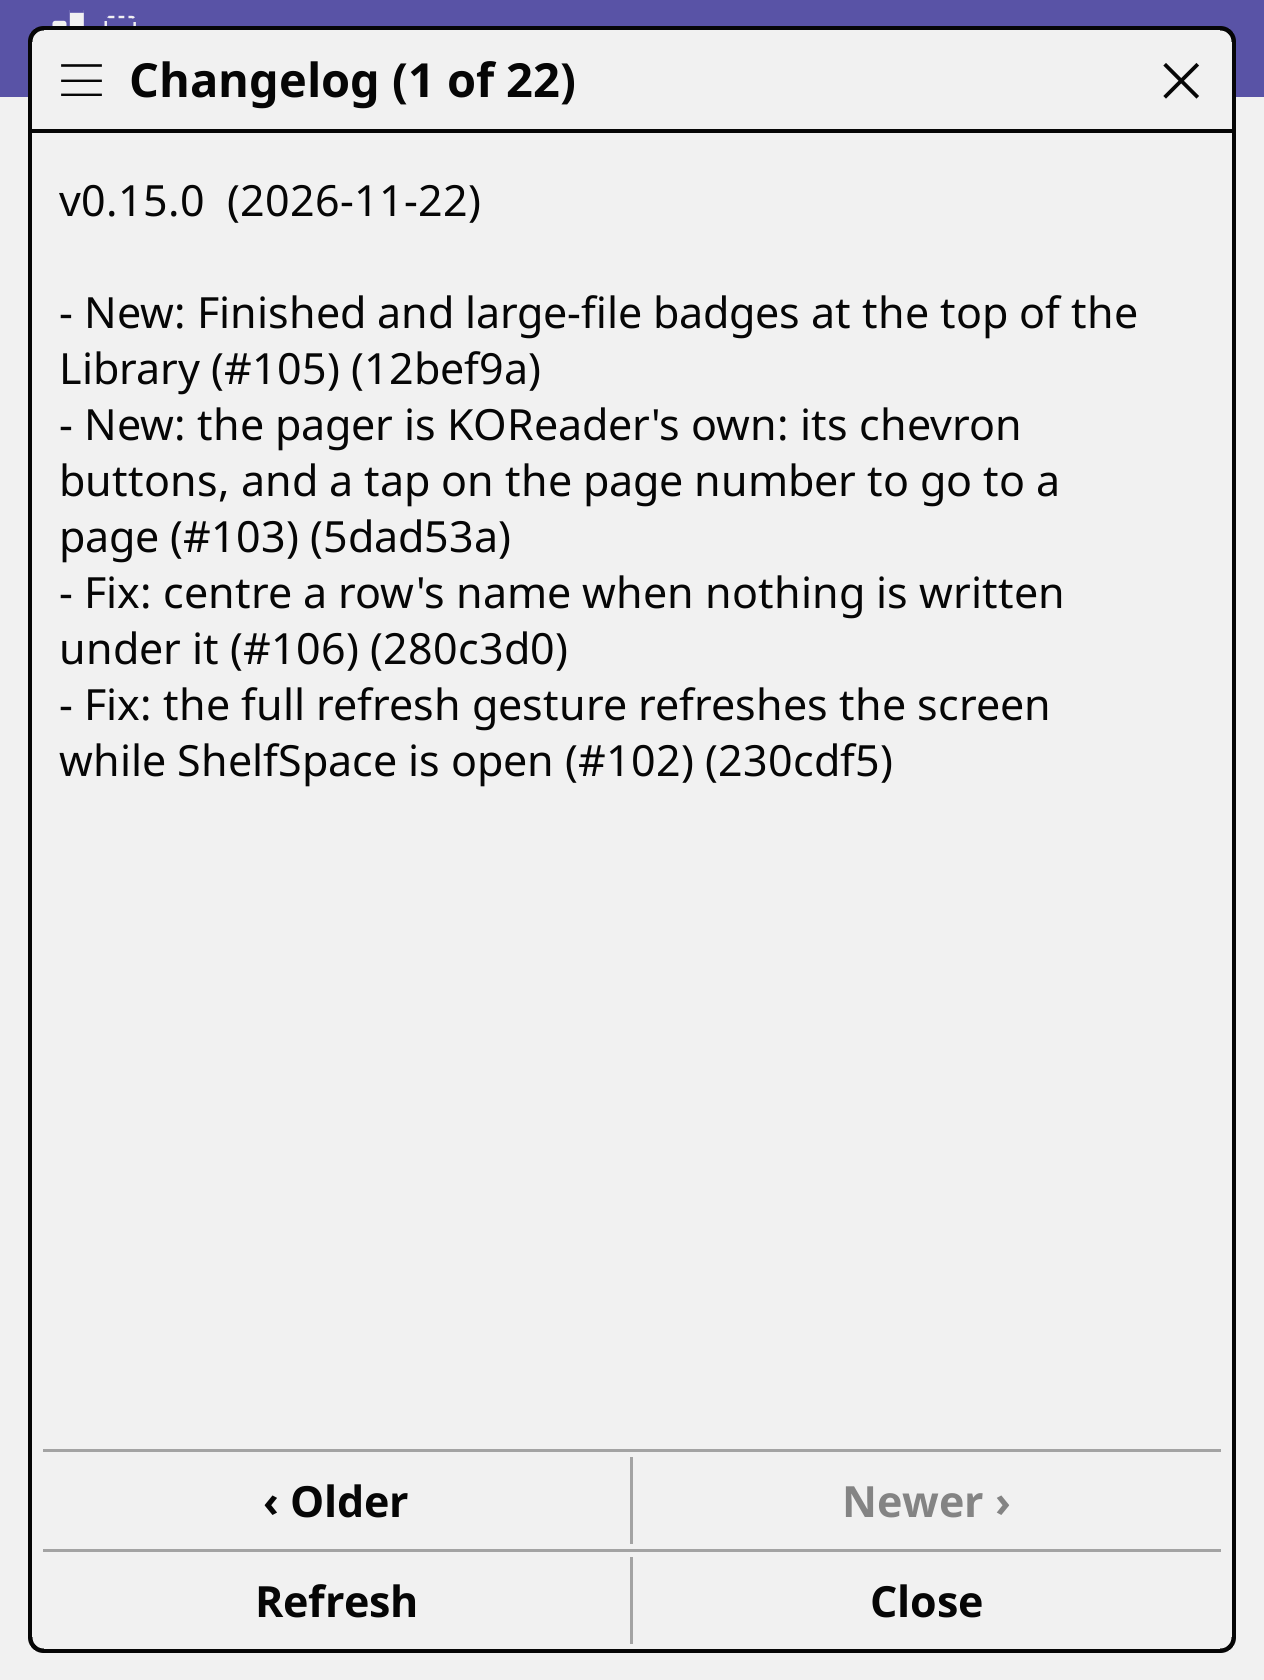 Changelog (1 of 22)
v0.15.0 (2026-11-22)
- New: Finished and large-file badges at the top of the
Library (#105) (12bef9a)
- New: the pager is KOReader's own: its chevron
buttons, and a tap on the page number to go to a
page (#103) (5dad53a)
- Fix: centre a row's name when nothing is written
under it (#106) (280c3d0)
- Fix: the full refresh gesture refreshes the screen
while ShelfSpace is open (#102) (230cdf5)
‹ Older
Newer ›
Refresh
Close